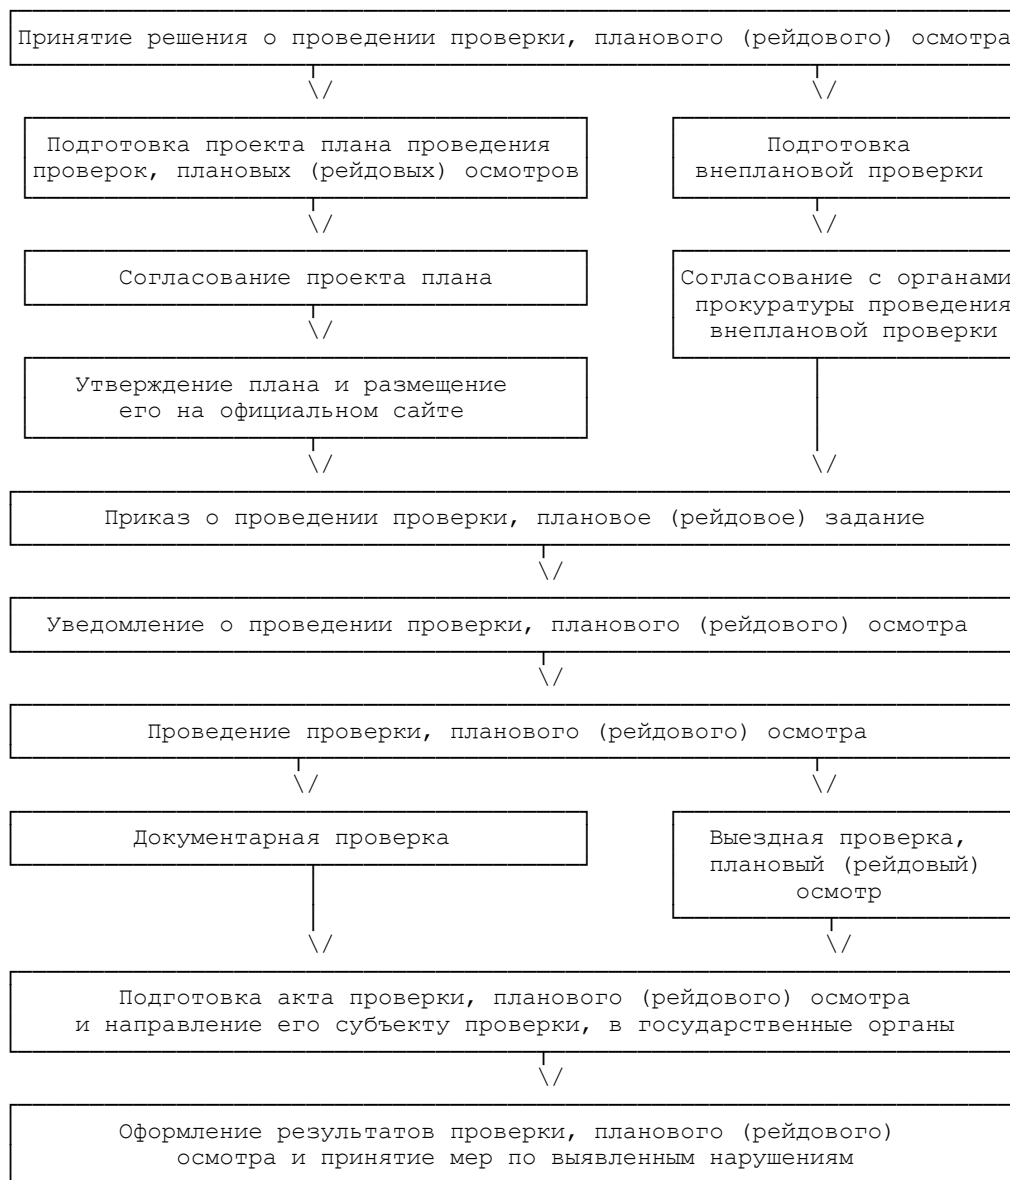 Принятие решения о проведении проверки, планового (рейдового) осмотра
Подготовка проекта плана проведения
проверок, плановых (рейдовых) осмотров
Подготовка
внеплановой проверки
Согласование проекта плана
Согласование с органами
прокуратуры проведения
внеплановой проверки
Утверждение плана и размещение
его на официальном сайте
Приказ о проведении проверки, плановое (рейдовое) задание
Уведомление о проведении проверки, планового (рейдового) осмотра
Проведение проверки, планового (рейдового) осмотра
Документарная проверка
Выездная проверка,
плановый (рейдовый)
осмотр
Подготовка акта проверки, планового (рейдового) осмотра
и направление его субъекту проверки, в государственные органы
Оформление результатов проверки, планового (рейдового)
осмотра и принятие мер по выявленным нарушениям